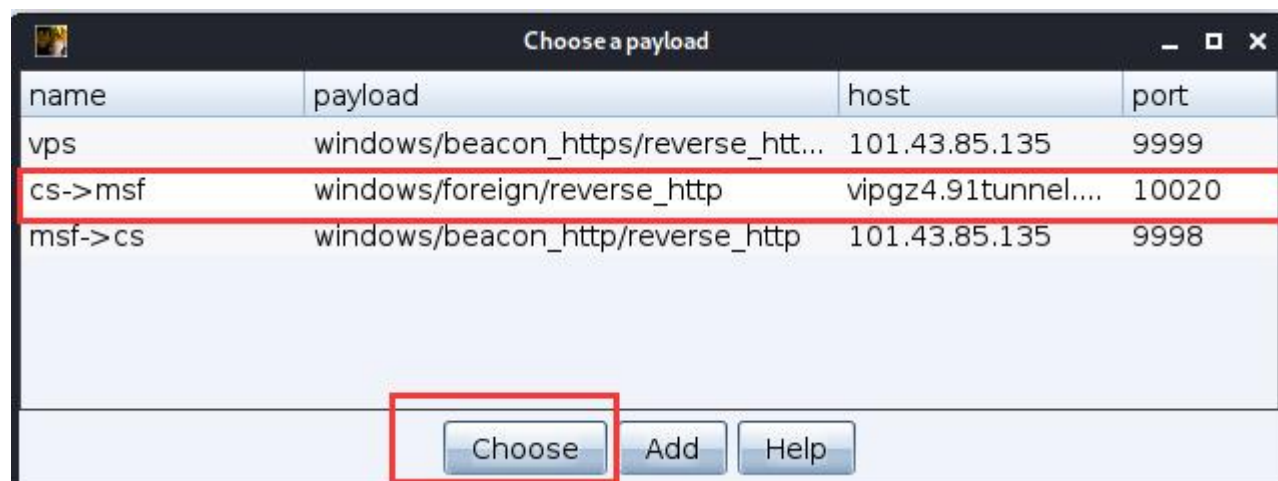 Choose a payload
name payload host port
vps windows/beacon_https/reverse_htt... 101.43.85.135 9999
cs->msf windows/foreign/reverse_http vipgz4.91tunnel.... 10020
msf->cs windows/beacon_http/reverse_http 101.43.85.135 9998
Choose Add Help